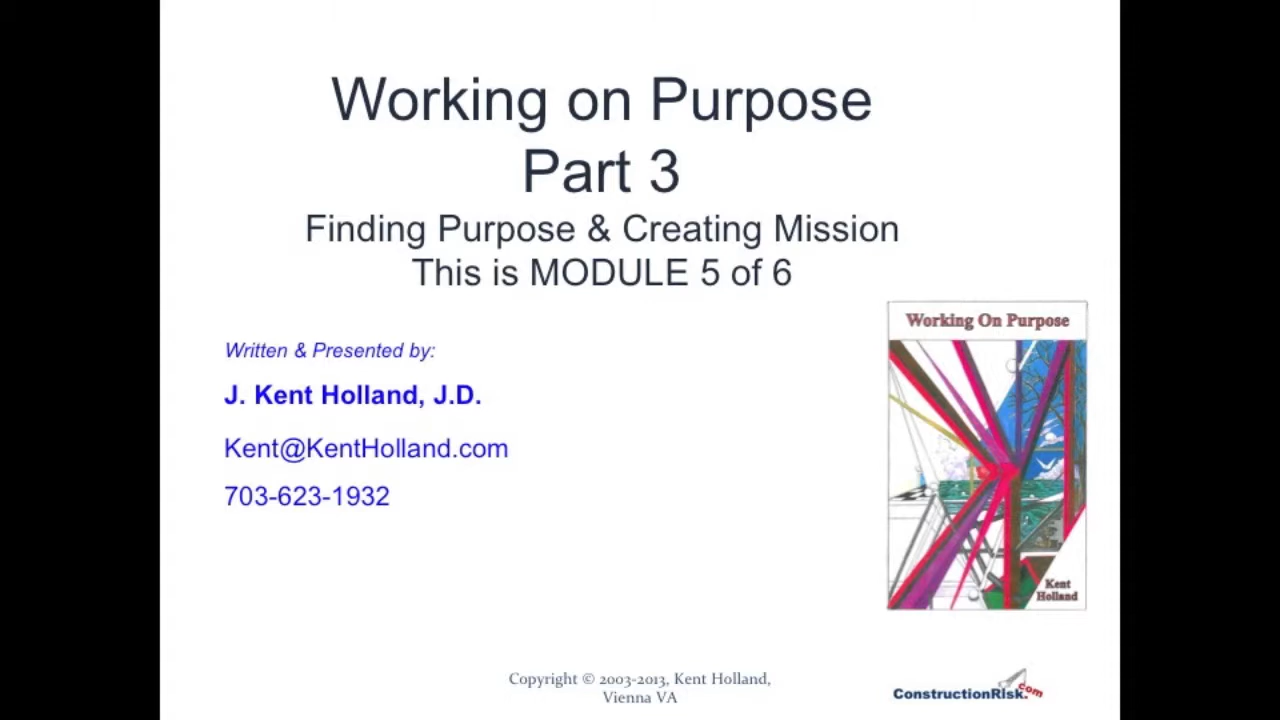 Working on Purpose
Part 3
Finding Purpose & Creating Mission
This is MODULE 5 of 6
Written & Presented by:
J. Kent Holland, J.D.
Kent@KentHolland.com
703-623-1932
Working On Purpose
Kent
Holland
Copyright © 2003-2013, Kent Holland,
Vienna VA
ConstructionRisk.com